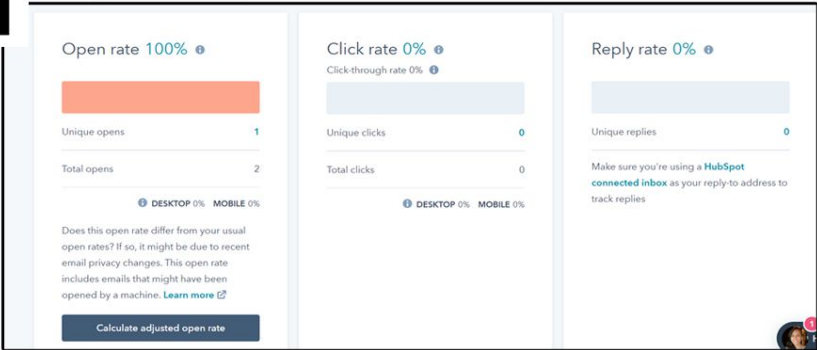 Open rate 100%
Unique opens 1
Total opens 2
DESKTOP 0% MOBILE 0%
Does this open rate differ from your usual
open rates? If so, it might be due to recent
email privacy changes. This open rate
includes emails that might have been
opened by a machine. Learn more
Calculate adjusted open rate
Click rate 0%
Click-through rate 0%
Unique clicks 0
Total clicks 0
DESKTOP 0% MOBILE 0%
Reply rate 0%
Unique replies 0
Make sure you're using a HubSpot
connected inbox as your reply-to address to
track replies
1
H